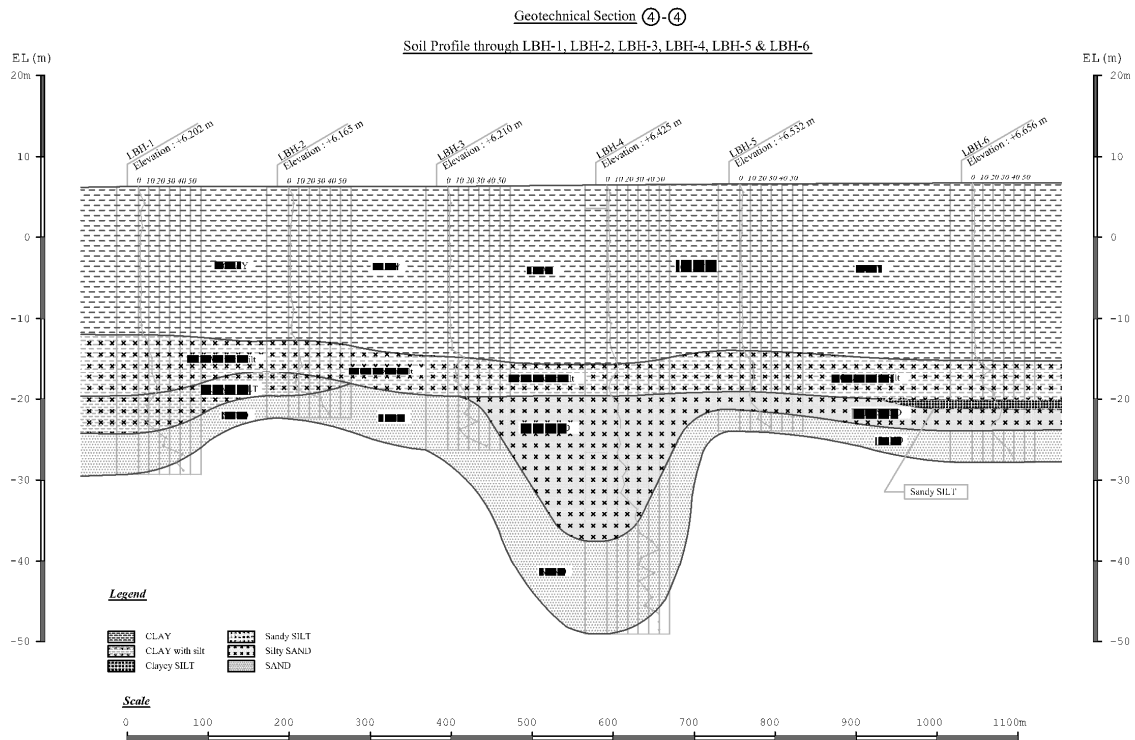 Geotechnical Section ④-④
Soil Profile through LBH-1, LBH-2, LBH-3, LBH-4, LBH-5 & LBH-6
EL(m)
EL(m)
20m
20m
LBH-1
Elevation : +6.202 m
LBH-2
Elevation : +6.165 m
LBH-3
Elevation : +6.210 m
LBH-4
Elevation : +6.425 m
LBH-5
Elevation : +6.532 m
LBH-6
Elevation : +6.656 m
10
10
0 10 20 30 40 50
0 10 20 30 40 50
0 10 20 30 40 50
0 10 20 30 40 50
0 10 20 30 40 50
0 10 20 30 40 50
0
0
-10
-10
-20
-20
-30
-30
Sandy SILT
-40
-40
-50
-50
Legend
CLAY
Sandy SILT
CLAY with silt
Silty SAND
Clayey SILT
SAND
Scale
0 100 200 300 400 500 600 700 800 900 1000 1100m